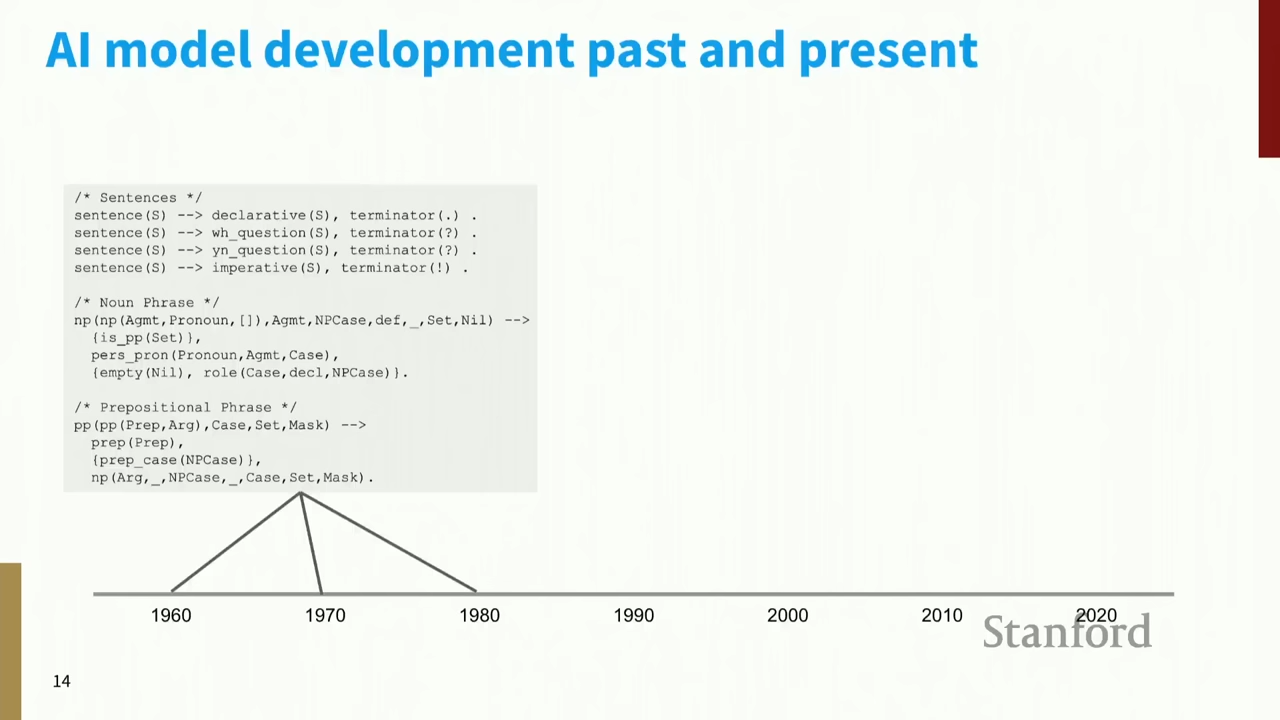 AI model development past and present
/* Sentences */
sentence(S) --> declarative(S), terminator(.) .
sentence(S) --> wh_question(S), terminator(?) .
sentence(S) --> yn_question(S), terminator(?) .
sentence(S) --> imperative(S), terminator(!) .
/* Noun Phrase */
np(np(Agmt,Pronoun,[]),Agmt,NPCase,def,_,Set,Nil) -->
{is_pp(Set)},
pers_pron(Pronoun,Agmt,Case),
{empty(Nil), role(Case,decl,NPCase)}.
/* Prepositional Phrase */
pp(pp(Prep,Arg),Case,Set,Mask) -->
prep(Prep),
{prep_case(NPCase)},
np(Arg,_,NPCase,_,Case,Set,Mask).
1960 1970 1980 1990 2000 2010 2020
Stanford
14